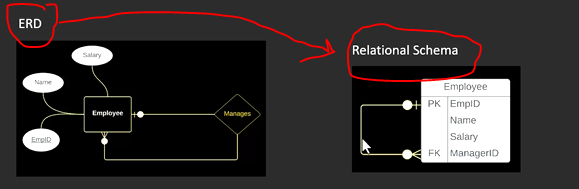 ERD
Relational Schema
Salary
Name
Employee
Manages
EmpID
Employee
PK EmpID
Name
Salary
FK ManagerID